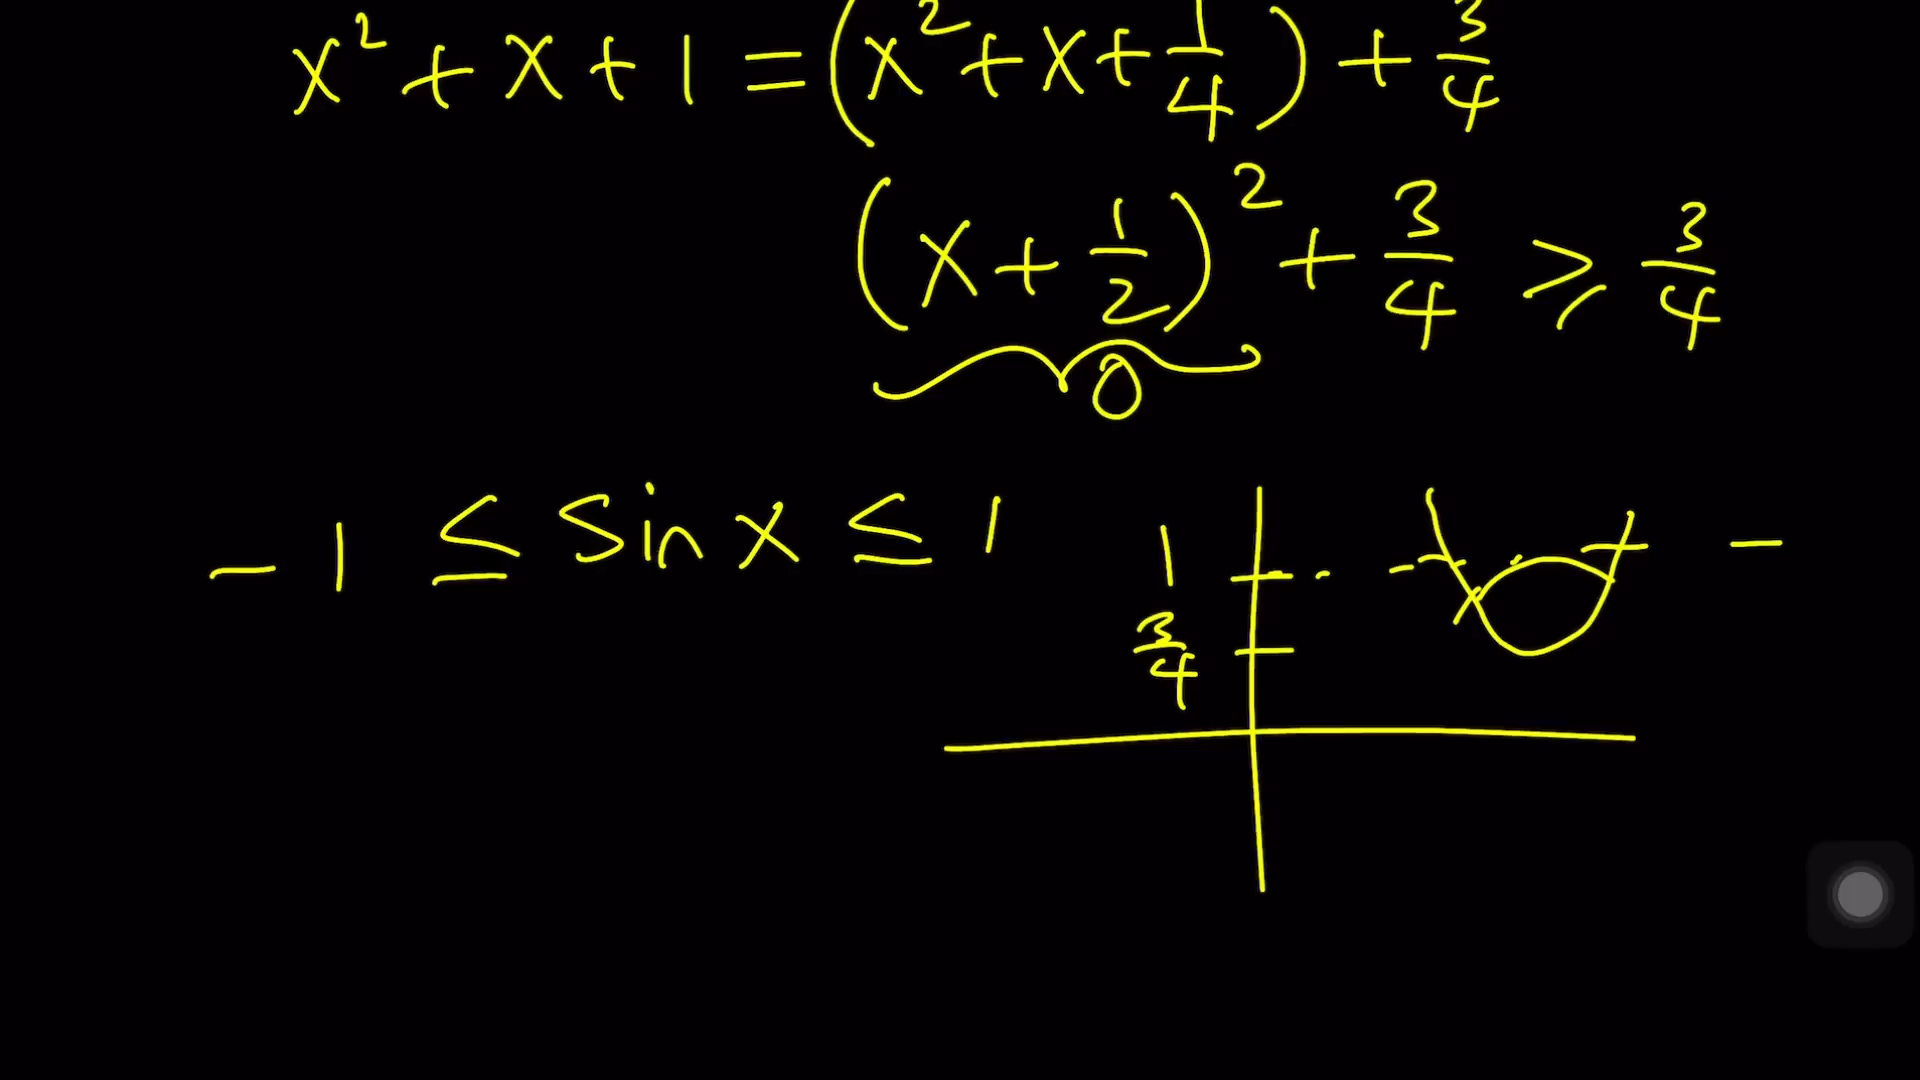 x² + x + 1 = (x² + x + 1/4) + 3/4
(x + 1/2)² + 3/4 ⩾ 3/4
0
-1 ≤ sin x ≤ 1
1
3/4